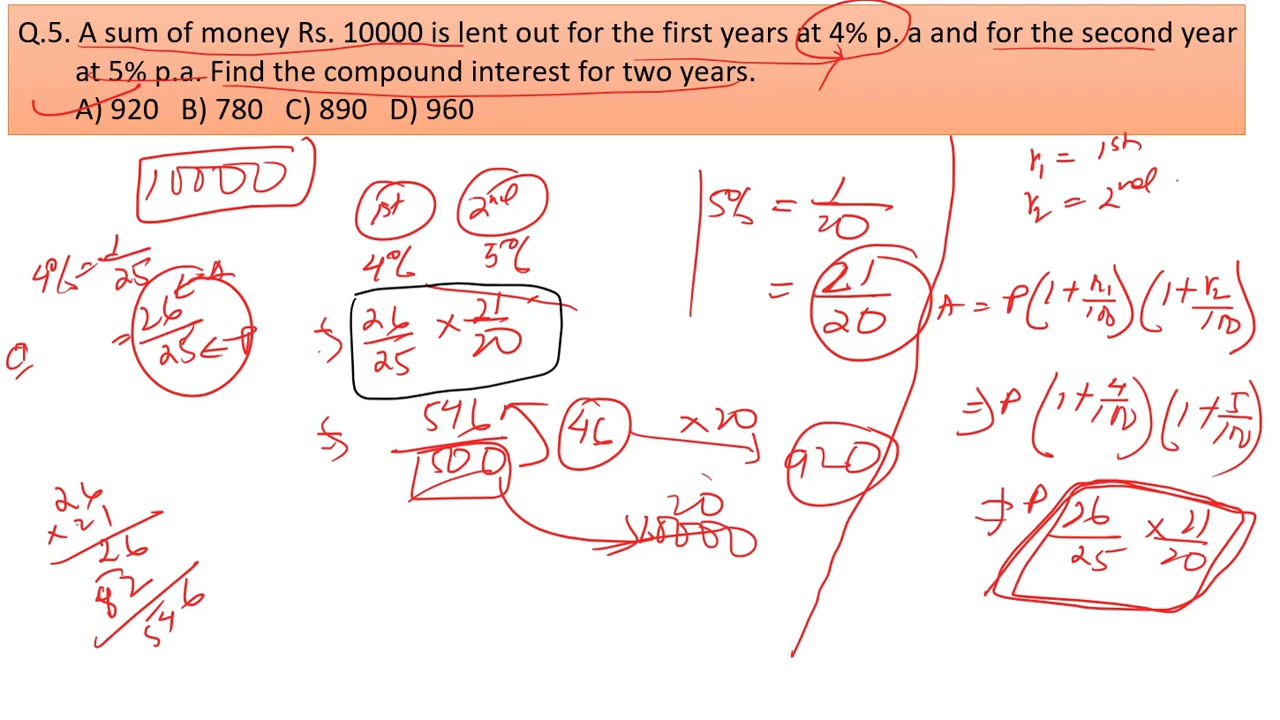 Q.5. A sum of money Rs. 10000 is lent out for the first years at 4% p. a and for the second year
at 5% p.a. Find the compound interest for two years.
A) 920 B) 780 C) 890 D) 960
10000
1st 2nd
4% 5%
4% = 1/25
= 26/25 ← A ← P
⇒ 26/25 × 21/20
⇒ 546/500 46 × 20 920
20
10000
26
× 21
26
52
546
5% = 1/20
= 21/20
r₁ = 1st
r₂ = 2nd
A = P(1+r₁/100)(1+r₂/100)
⇒ P(1+4/100)(1+5/100)
⇒ P 26/25 × 21/20